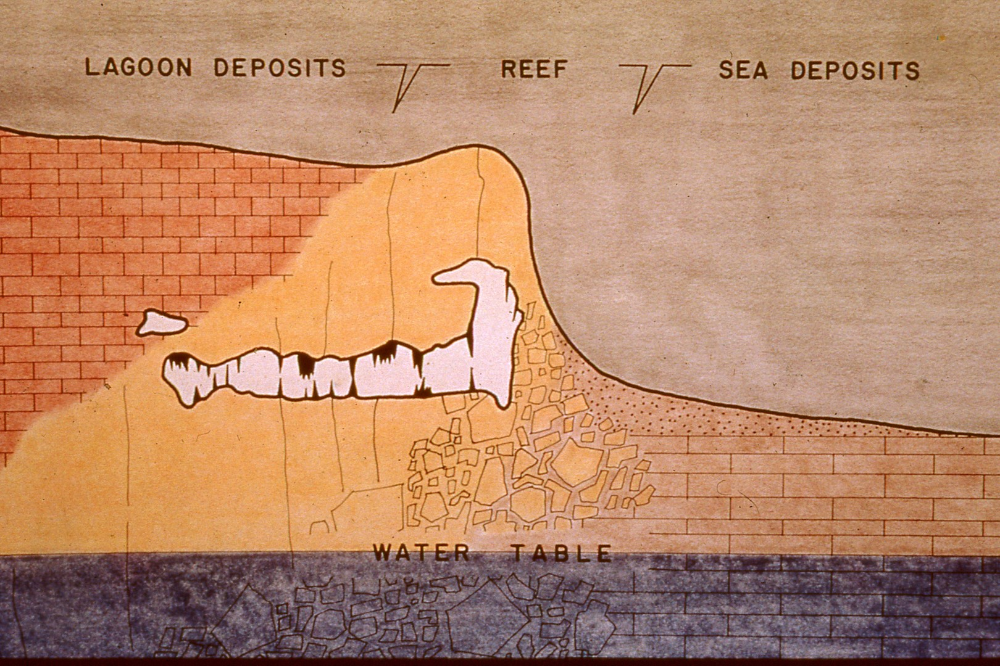 LAGOON DEPOSITS
REEF
SEA DEPOSITS
WATER TABLE